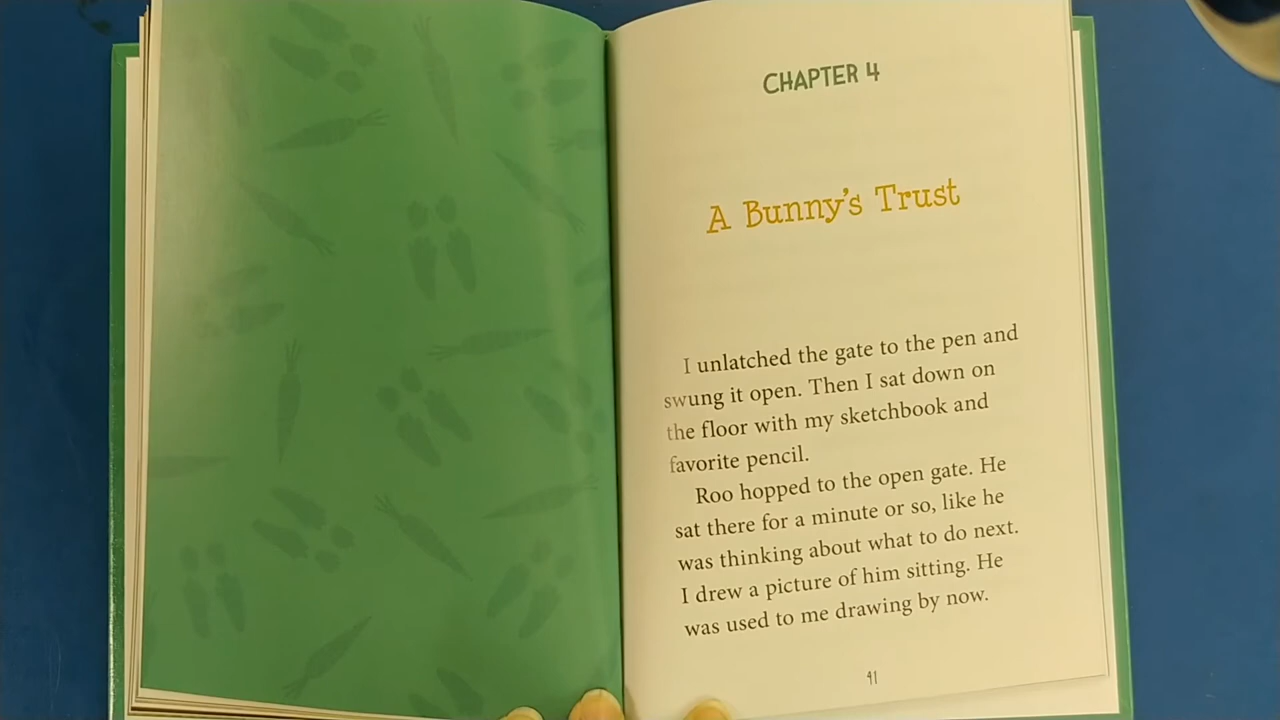 CHAPTER 4
A Bunny's Trust
I unlatched the gate to the pen and
swung it open. Then I sat down on
the floor with my sketchbook and
favorite pencil.
Roo hopped to the open gate. He
sat there for a minute or so, like he
was thinking about what to do next.
I drew a picture of him sitting. He
was used to me drawing by now.
41